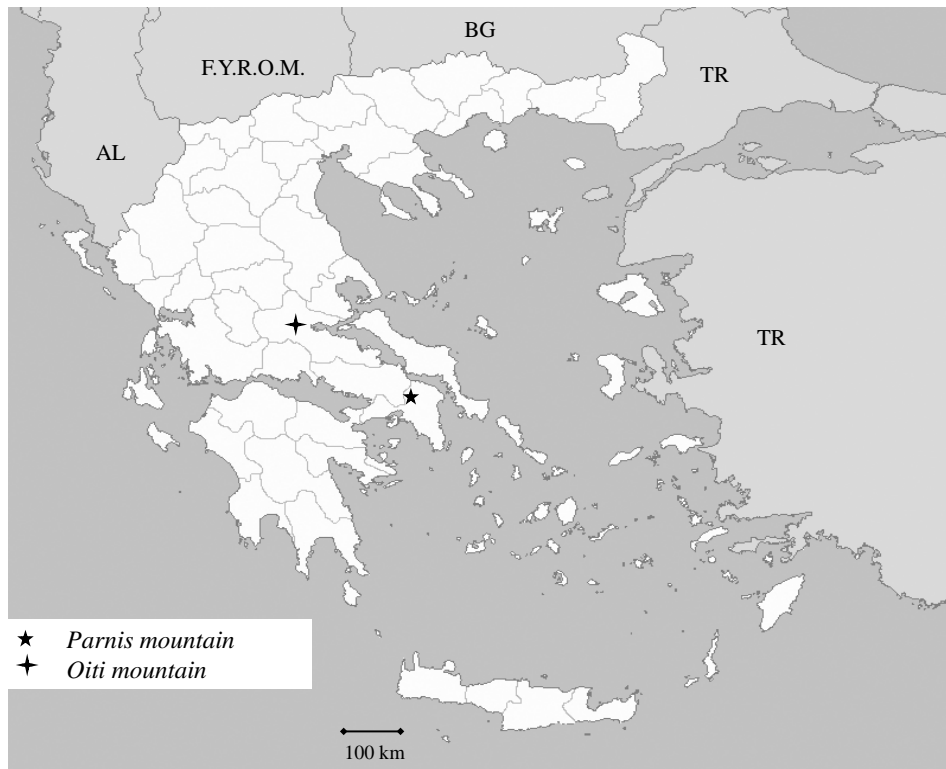 BG
F.Y.R.O.M.
TR
AL
TR
Parnis mountain
Oiti mountain
100 km